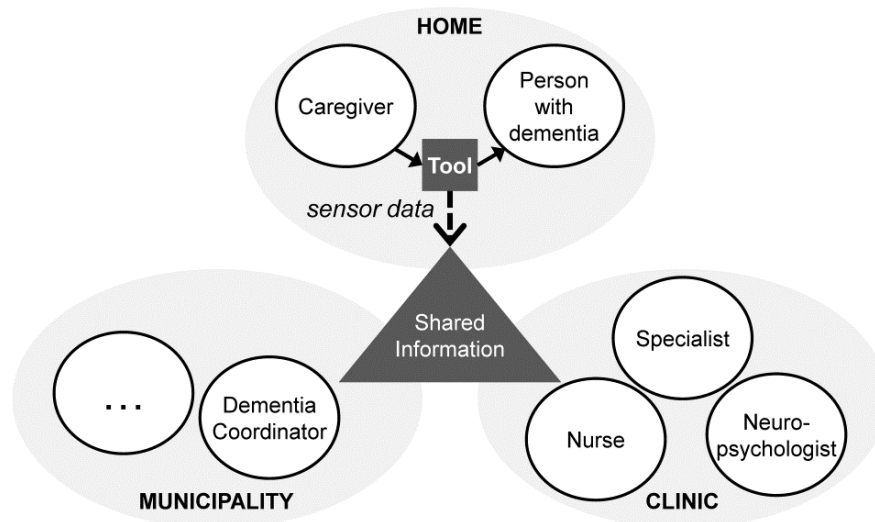 HOME
Caregiver
Person
with
dementia
Tool
sensor data
Shared
Information
Specialist
...
Dementia
Coordinator
Nurse
Neuro-
psychologist
MUNICIPALITY
CLINIC